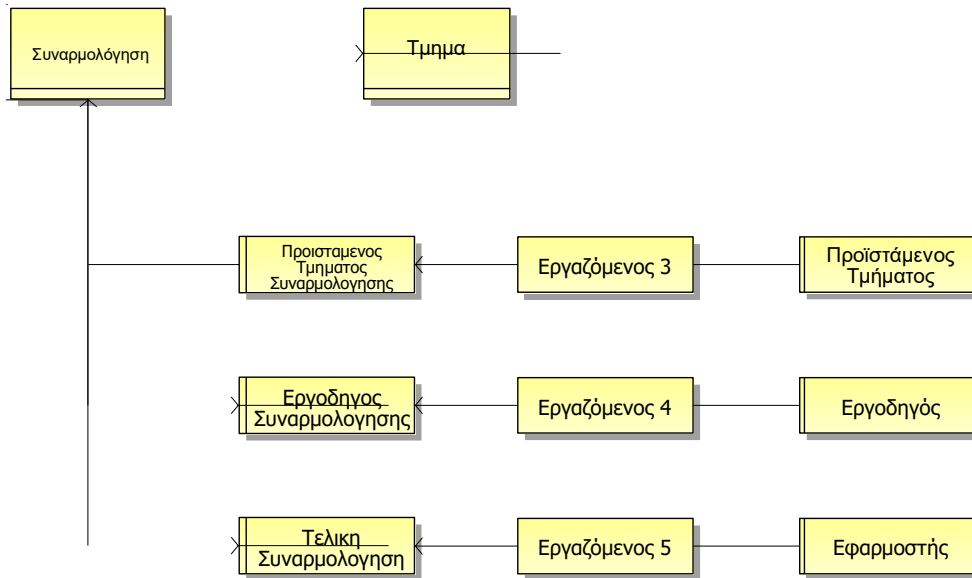 Συναρμολόγηση
Τμημα
Προισταμενος
Τμηματος
Συναρμολογησης
Εργαζόμενος 3
Προϊστάμενος
Τμήματος
Εργοδηγος
Συναρμολογησης
Εργαζόμενος 4
Εργοδηγός
Τελικη
Συναρμολογηση
Εργαζόμενος 5
Εφαρμοστής